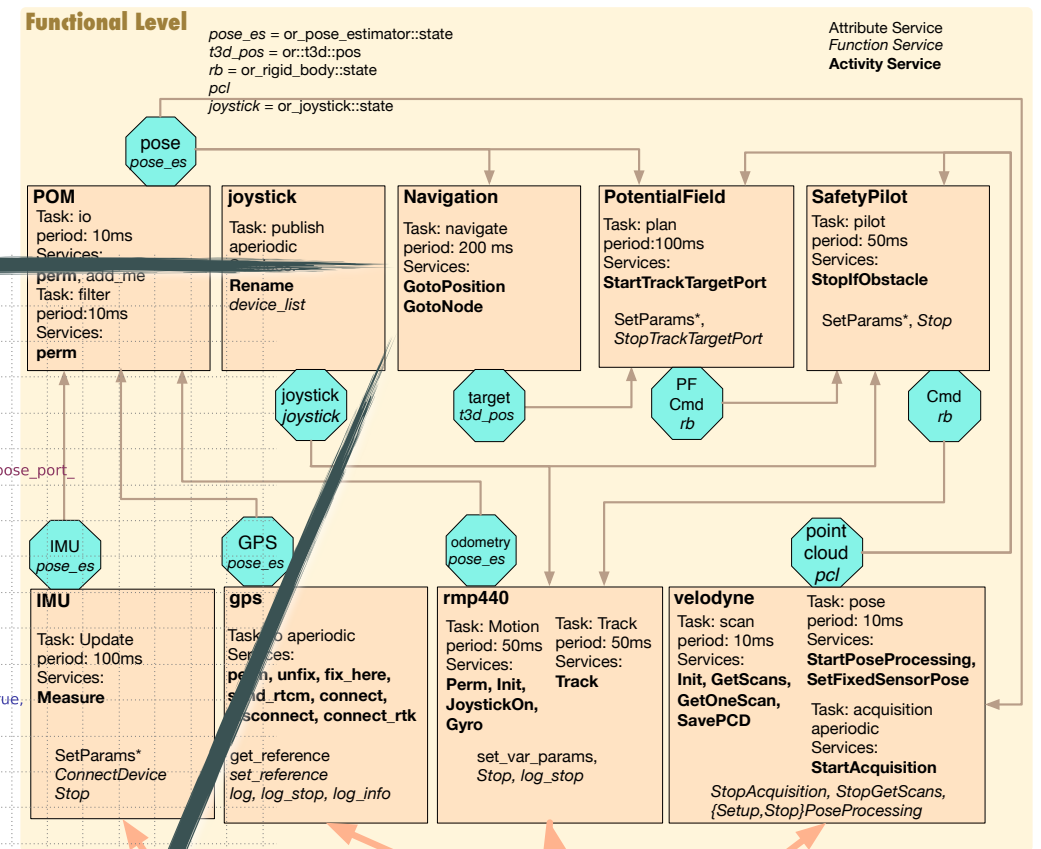 Functional Level
pose_es = or_pose_estimator::state
t3d_pos = or::t3d::pos
rb = or_rigid_body::state
pcl
joystick = or_joystick::state
Attribute Service
Function Service
Activity Service
pose
pose_es
POM
Task: io
period: 10ms
Services:
perm, add_me
Task: filter
period:10ms
Services:
perm
joystick
Task: publish
aperiodic
Rename
device_list
Navigation
Task: navigate
period: 200 ms
Services:
GotoPosition
GotoNode
PotentialField
Task: plan
period:100ms
Services:
StartTrackTargetPort
SetParams*,
StopTrackTargetPort
SafetyPilot
Task: pilot
period: 50ms
Services:
StopIfObstacle
SetParams*, Stop
joystick
joystick
target
t3d_pos
PF
Cmd
rb
Cmd
rb
pose_port_
IMU
pose_es
GPS
pose_es
odometry
pose_es
point
cloud
pcl
IMU
Task: Update
period: 100ms
Services:
Measure
SetParams*
ConnectDevice
Stop
rue,
gps
Task: aperiodic
Services:
unfix, fix_here,
connect,
connect_rtk
get_reference
set_reference
log, log_stop, log_info
rmp440
Task: Motion
period: 50ms
Services:
Perm, Init,
JoystickOn,
Gyro
Task: Track
period: 50ms
Services:
Track
set_var_params,
Stop, log_stop
velodyne
Task: scan
period: 10ms
Services:
Init, GetScans,
GetOneScan,
SavePCD
Task: pose
period: 10ms
Services:
StartPoseProcessing,
SetFixedSensorPose
Task: acquisition
aperiodic
Services:
StartAcquisition
StopAcquisition, StopGetScans,
{Setup,Stop}PoseProcessing